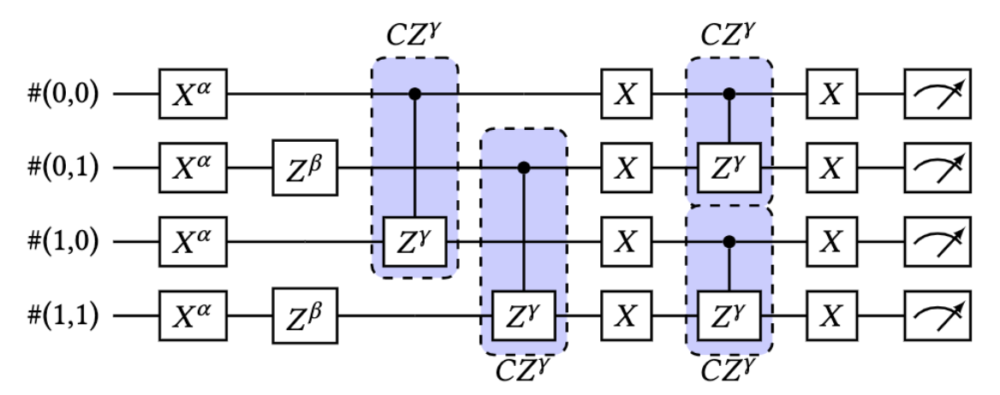 CZ^γ CZ^γ
#(0,0) X^α X X
#(0,1) X^α Z^β X Z^γ X
#(1,0) X^α Z^γ X X
#(1,1) X^α Z^β Z^γ X Z^γ X
CZ^γ CZ^γ